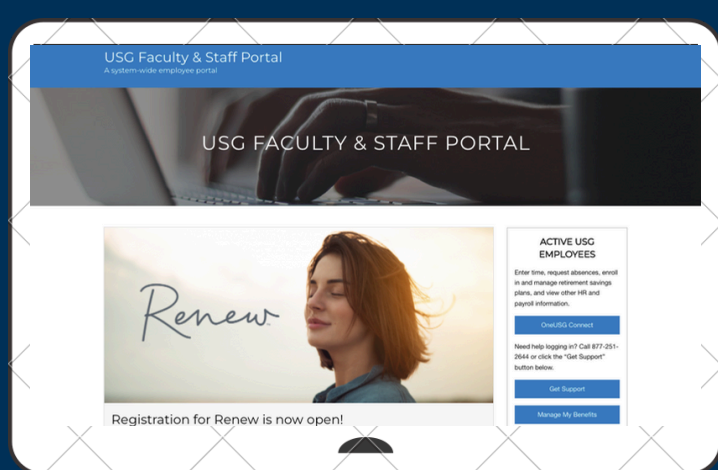 USG Faculty & Staff Portal
A system-wide employee portal
USG FACULTY & STAFF PORTAL
Renew
Registration for Renew is now open!
ACTIVE USG
EMPLOYEES
Enter time, request absences, enroll
in and manage retirement savings
plans, and view other HR and
payroll information.
OneUSG Connect
Need help logging in? Call 877-251-
2644 or click the “Get Support”
button below.
Get Support
Manage My Benefits